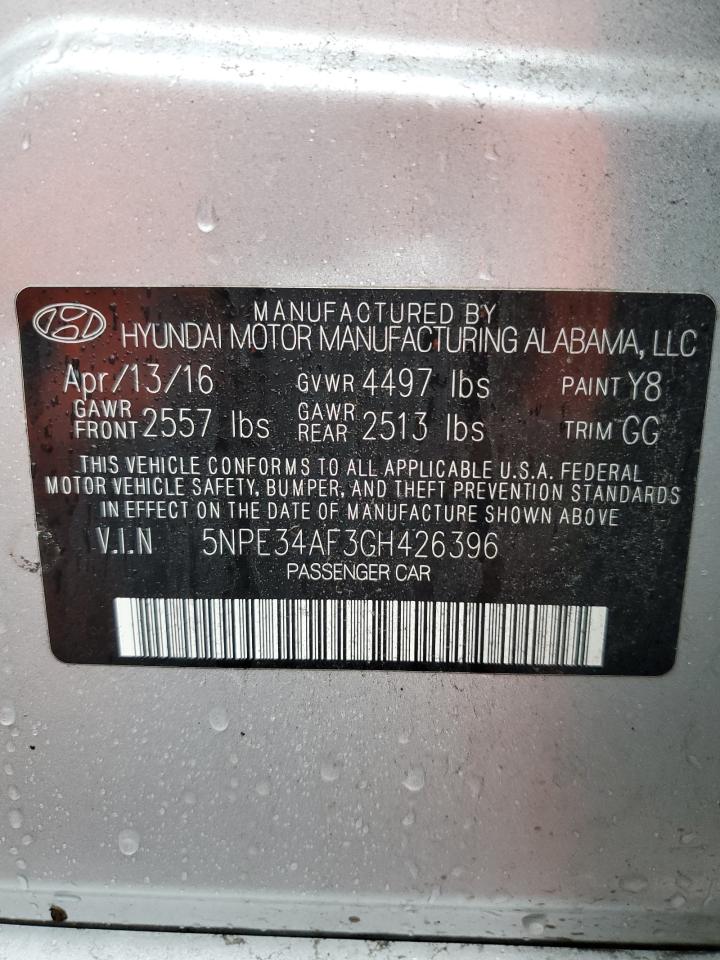 MANUFACTURED BY
HYUNDAI MOTOR MANUFACTURING ALABAMA, LLC
Apr/13/16 GVWR 4497 lbs PAINT Y8
GAWR FRONT 2557 lbs GAWR REAR 2513 lbs TRIM GG
THIS VEHICLE CONFORMS TO ALL APPLICABLE U.S.A. FEDERAL
MOTOR VEHICLE SAFETY, BUMPER, AND THEFT PREVENTION STANDARDS
IN EFFECT ON THE DATE OF MANUFACTURE SHOWN ABOVE.
V.I.N 5NPE34AF3GH426396
PASSENGER CAR